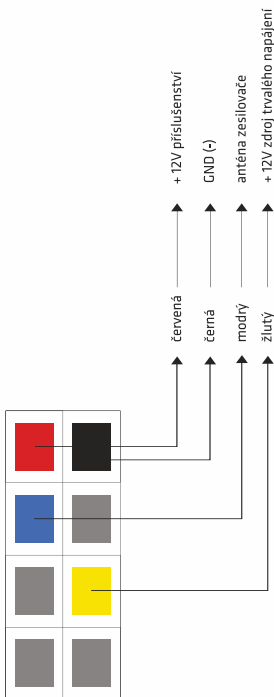 červená + 12V příslušenství
černá GND (-)
modrý anténa zesilovače
žlutý + 12V zdroj trvalého napájení